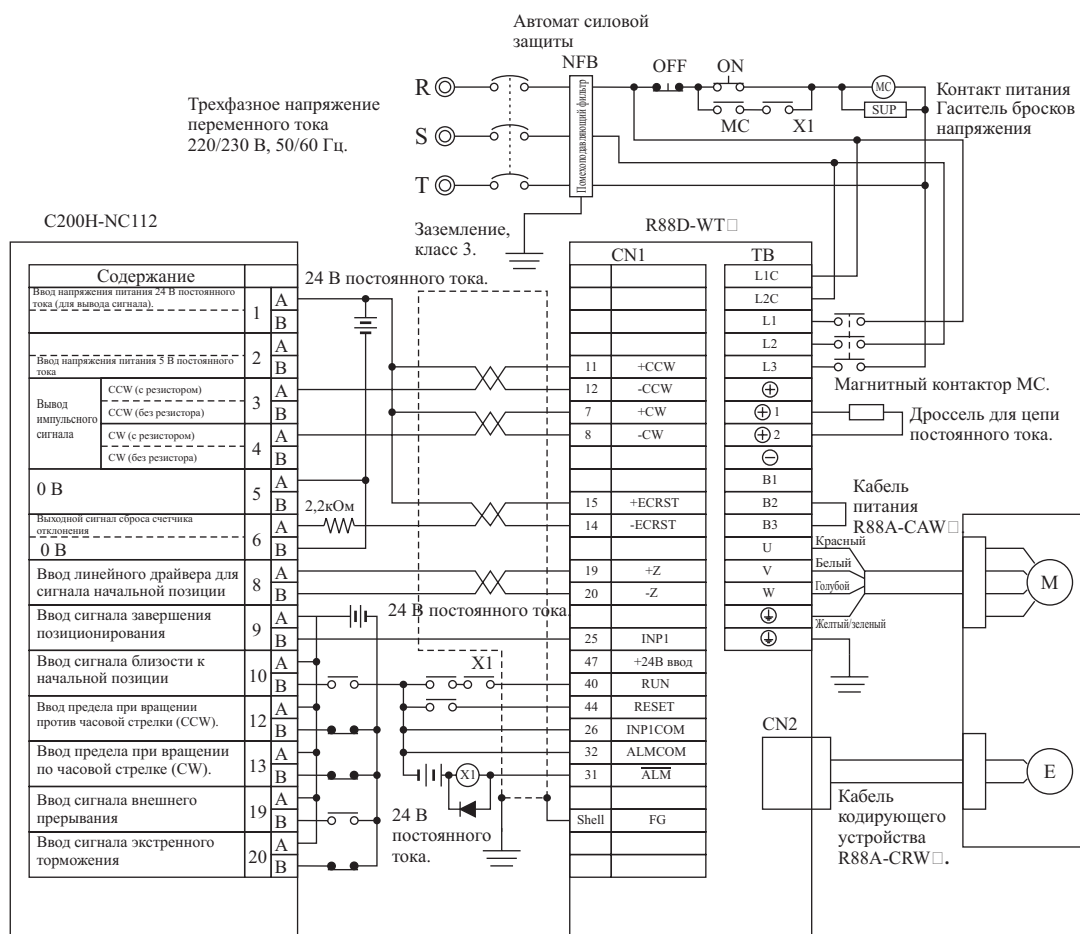 Автомат силовой
защиты
NFB
OFF
ON
R
S
T
Помехоподавляющий фильтр
MC
SUP
MC
X1
Контакт питания
Гаситель бросков
напряжения
Трехфазное напряжение
переменного тока
220/230 В, 50/60 Гц.
Заземление,
класс 3.
C200H-NC112
Содержание
Ввод напряжения питания 24 В постоянного
тока (для вывода сигнала).
1
A
B
2
A
B
Ввод напряжения питания 5 В постоянного
тока
Вывод
импульсного
сигнала
CCW (с резистором)
CCW (без резистора)
3
A
B
CW (с резистором)
CW (без резистора)
4
A
B
0 В
5
A
B
Выходной сигнал сброса счетчика
отклонения
0 В
6
A
B
Ввод линейного драйвера для
сигнала начальной позиции
8
A
B
Ввод сигнала завершения
позиционирования
9
A
B
Ввод сигнала близости к
начальной позиции
10
A
B
Ввод предела при вращении
против часовой стрелки (CCW).
12
A
B
Ввод предела при вращении
по часовой стрелке (CW).
13
A
B
Ввод сигнала внешнего
прерывания
19
A
B
Ввод сигнала экстренного
торможения
20
A
B
24 В постоянного тока.
2,2кОм
24 В постоянного тока.
X1
X1
24 В
постоянного
тока.
R88D-WT□
CN1
11 +CCW
12 -CCW
7 +CW
8 -CW
15 +ECRST
14 -ECRST
19 +Z
20 -Z
25 INP1
47 +24В ввод
40 RUN
44 RESET
26 INP1COM
32 ALMCOM
31 ALM
Shell FG
TB
L1C
L2C
L1
L2
L3
⊕
⊕ 1
⊕ 2
⊖
B1
B2
B3
U
V
W
Магнитный контактор MC.
Дроссель для цепи
постоянного тока.
Кабель
питания
R88A-CAW□.
Красный
Белый
Голубой
Желтый/зеленый
M
CN2
Кабель
кодирующего
устройства
R88A-CRW□.
E